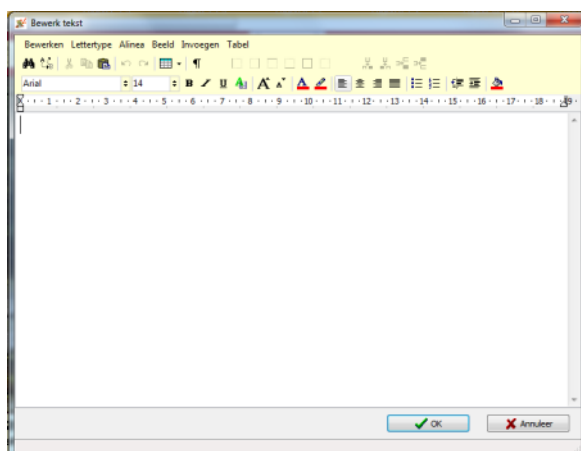 Bewerk tekst
Bewerken Lettertype Alinea Beeld Invoegen Tabel
Arial 14 B I U A A A A
1 2 3 4 5 6 7 8 9 10 11 12 13 14 15 16 17 18 19
OK Annuleer